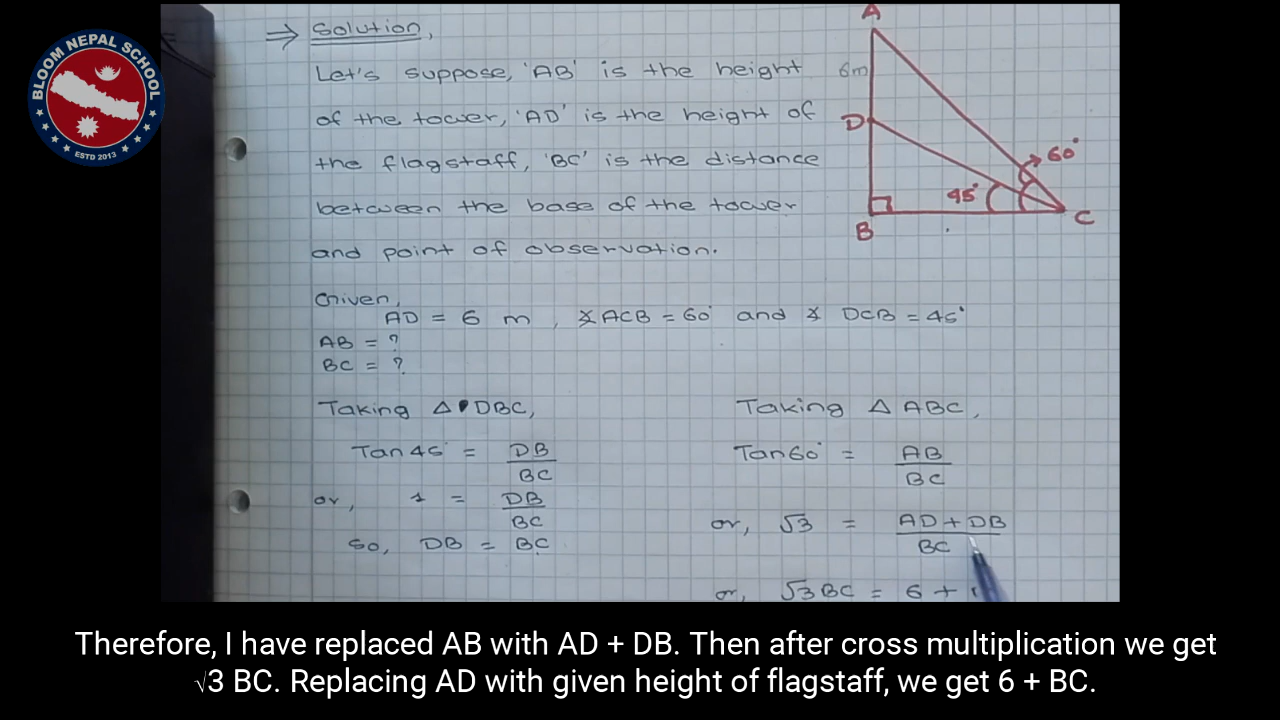 BLOOM NEPAL SCHOOL
ESTD 2013
⇒ Solution,
Let's suppose, 'AB' is the height
of the tower, 'AD' is the height of
the flagstaff, 'BC' is the distance
between the base of the tower
and point of observation.
A
6m
D
60°
45°
B
C
Given,
AD = 6 m, ∡ ACB = 60° and ∡ DCB = 45°
AB = ?
BC = ?
Taking △ DBC,
Tan 45° = DB
BC
or, 1 = DB
BC
So, DB = BC
Taking △ ABC,
Tan 60° = AB
BC
or, √3 = AD + DB
BC
or, √3 BC = 6 +
Therefore, I have replaced AB with AD + DB. Then after cross multiplication we get
√3 BC. Replacing AD with given height of flagstaff, we get 6 + BC.